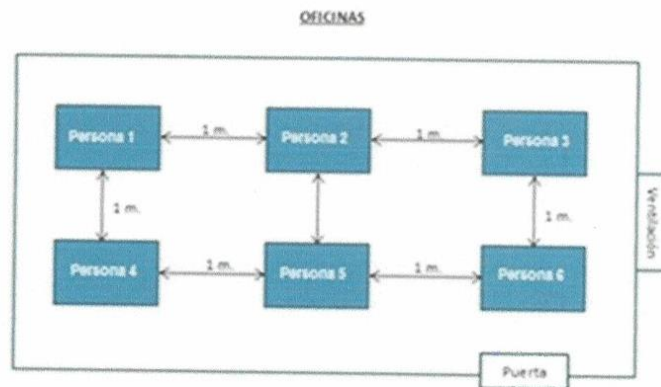 OFICINAS
Persona 1
1 m.
Persona 2
1 m.
Persona 3
1 m.
1 m.
Ventilación
Persona 4
1 m.
Persona 5
1 m.
Persona 6
Puerta